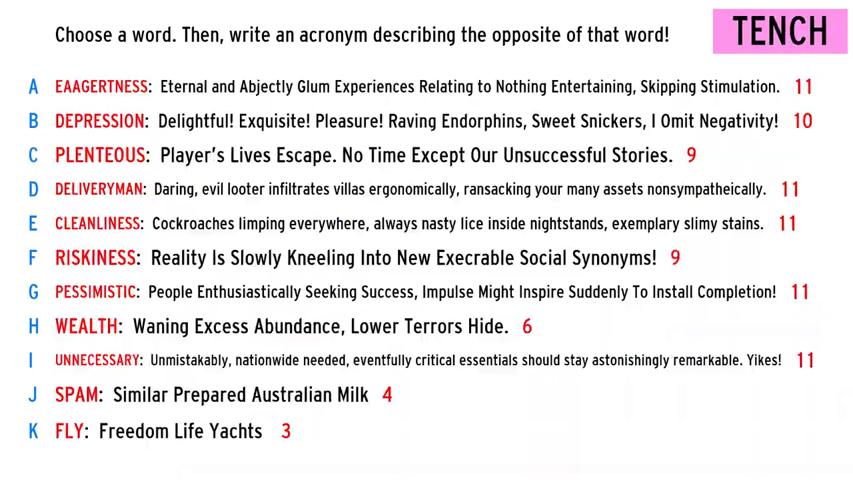 Choose a word. Then, write an acronym describing the opposite of that word!
TENCH
A EAAGERTNESS: Eternal and Abjectly Glum Experiences Relating to Nothing Entertaining, Skipping Stimulation. 11
B DEPRESSION: Delightful! Exquisite! Pleasure! Raving Endorphins, Sweet Snickers, I Omit Negativity! 10
C PLENTEOUS: Player's Lives Escape. No Time Except Our Unsuccessful Stories. 9
D DELIVERYMAN: Daring, evil looter infiltrates villas ergonomically, ransacking your many assets nonsympatheically. 11
E CLEANLINESS: Cockroaches limping everywhere, always nasty lice inside nightstands, exemplary slimy stains. 11
F RISKINESS: Reality Is Slowly Kneeling Into New Execrable Social Synonyms! 9
G PESSIMISTIC: People Enthusiastically Seeking Success, Impulse Might Inspire Suddenly To Install Completion! 11
H WEALTH: Waning Excess Abundance, Lower Terrors Hide. 6
I UNNECESSARY: Unmistakably, nationwide needed, eventfully critical essentials should stay astonishingly remarkable. Yikes! 11
J SPAM: Similar Prepared Australian Milk 4
K FLY: Freedom Life Yachts 3